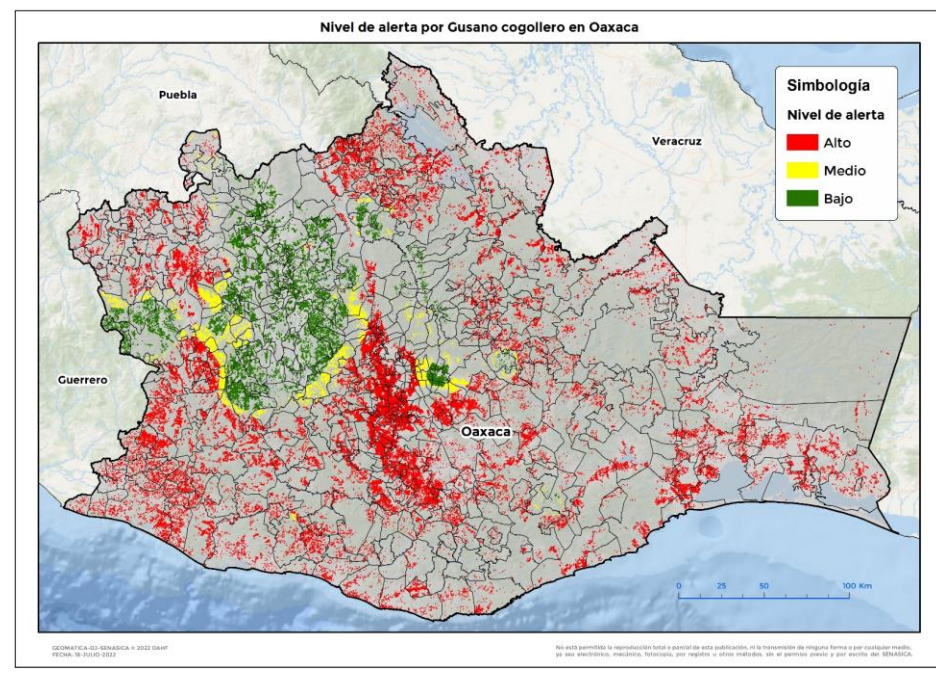 Nivel de alerta por Gusano cogollero en Oaxaca
Puebla
Veracruz
Simbología
Nivel de alerta
Alto
Medio
Bajo
Guerrero
Oaxaca
0 25 50 100 Km
GEOMATICA-DJ-SENASICA © 2022 OAHF
FECHA: 18-JULIO-2022
No está permitida la reproducción total o parcial de esta publicación, ni la transmisión de ninguna forma o por cualquier medio,
ya sea electrónico, mecánico, fotocopia, por registro u otros métodos, sin el permiso previo y por escrito del SENASICA.